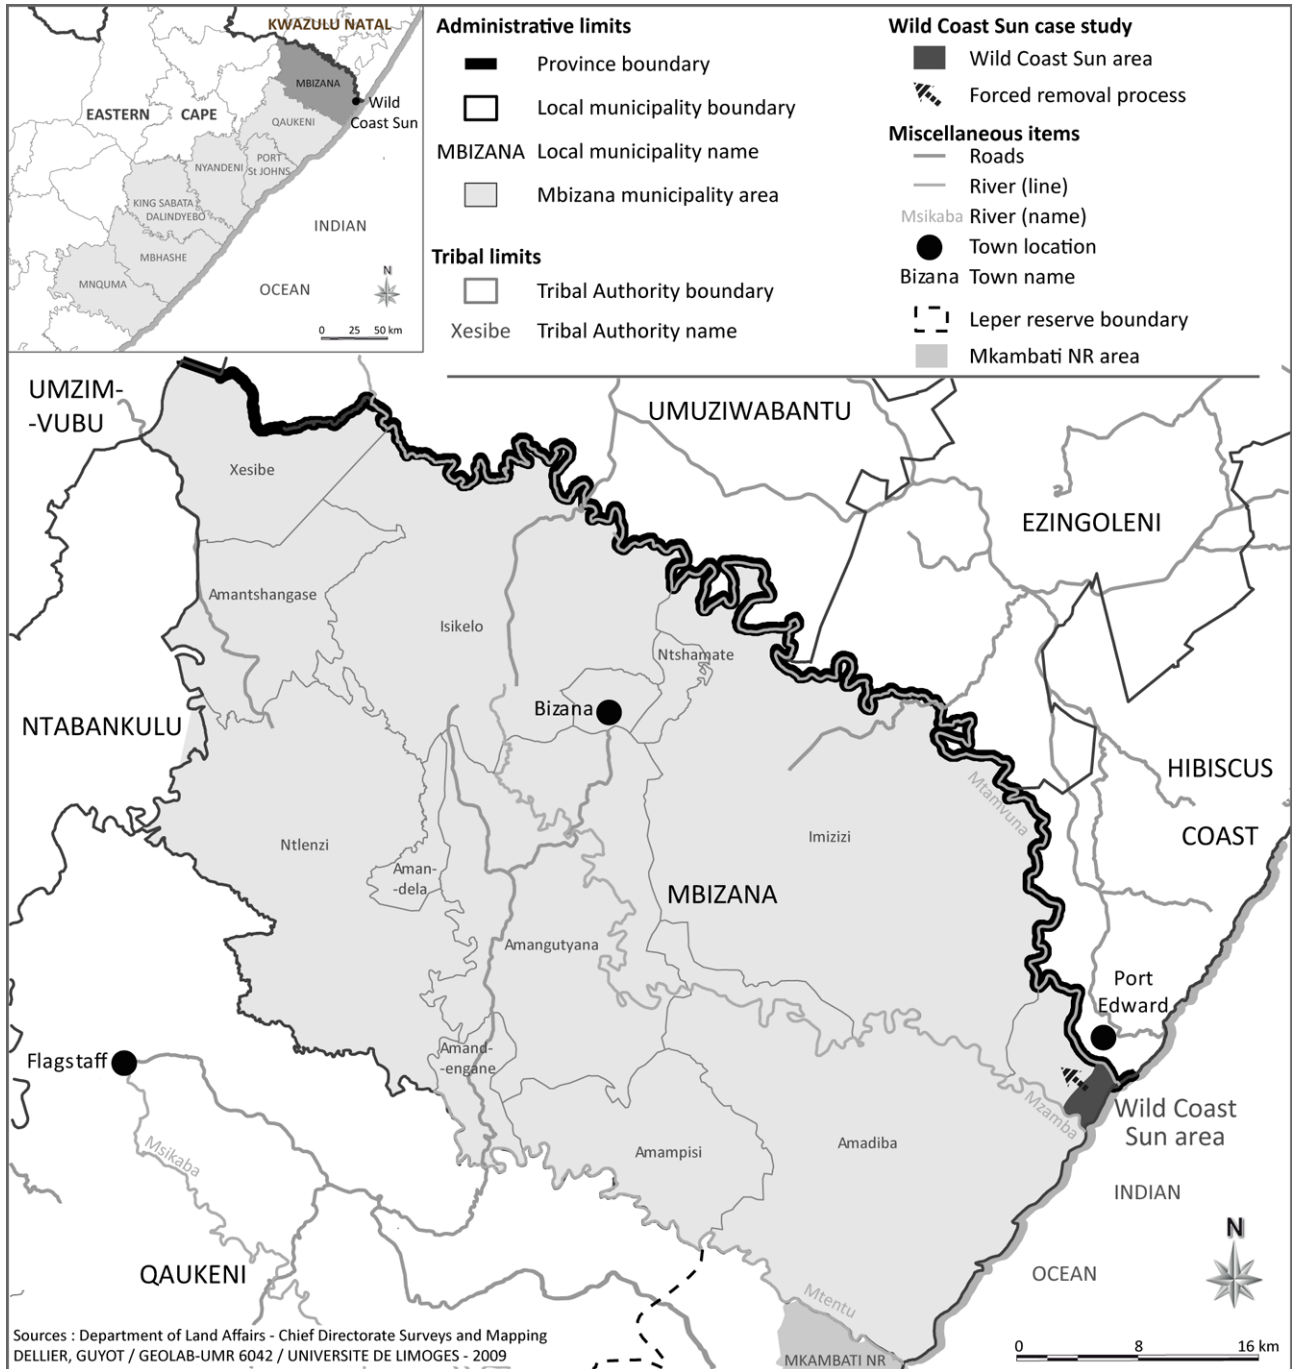 KWAZULU NATAL
MBIZANA
Wild
Coast Sun
EASTERN CAPE
QAUKENI
NYANDENI
PORT
St JOHNS
KING SABATA
DALINDYEBO
MBHASHE
MNQUMA
INDIAN
OCEAN
N
0 25 50 km
Administrative limits
Province boundary
Local municipality boundary
MBIZANA Local municipality name
Mbizana municipality area
Tribal limits
Tribal Authority boundary
Xesibe Tribal Authority name
Wild Coast Sun case study
Wild Coast Sun area
Forced removal process
Miscellaneous items
Roads
River (line)
Msikaba River (name)
Town location
Bizana Town name
Leper reserve boundary
Mkambati NR area
UMZIM-
-VUBU
UMUZIWABANTU
Xesibe
EZINGOLENI
Amantshangase
Isikelo
Ntshamate
Bizana
NTABANKULU
HIBISCUS
COAST
Mtamvuna
Imizizi
Ntlenzi
Aman-
-dela
MBIZANA
Amangutyana
Port
Edward
Flagstaff
Amand-
-engane
Mzamba
Wild Coast
Sun area
Msikaba
Amampisi
Amadiba
INDIAN
OCEAN
N
QAUKENI
Mtentu
MKAMBATI NR
Sources : Department of Land Affairs - Chief Directorate Surveys and Mapping
DELLIER, GUYOT / GEOLAB-UMR 6042 / UNIVERSITE DE LIMOGES - 2009
0 8 16 km